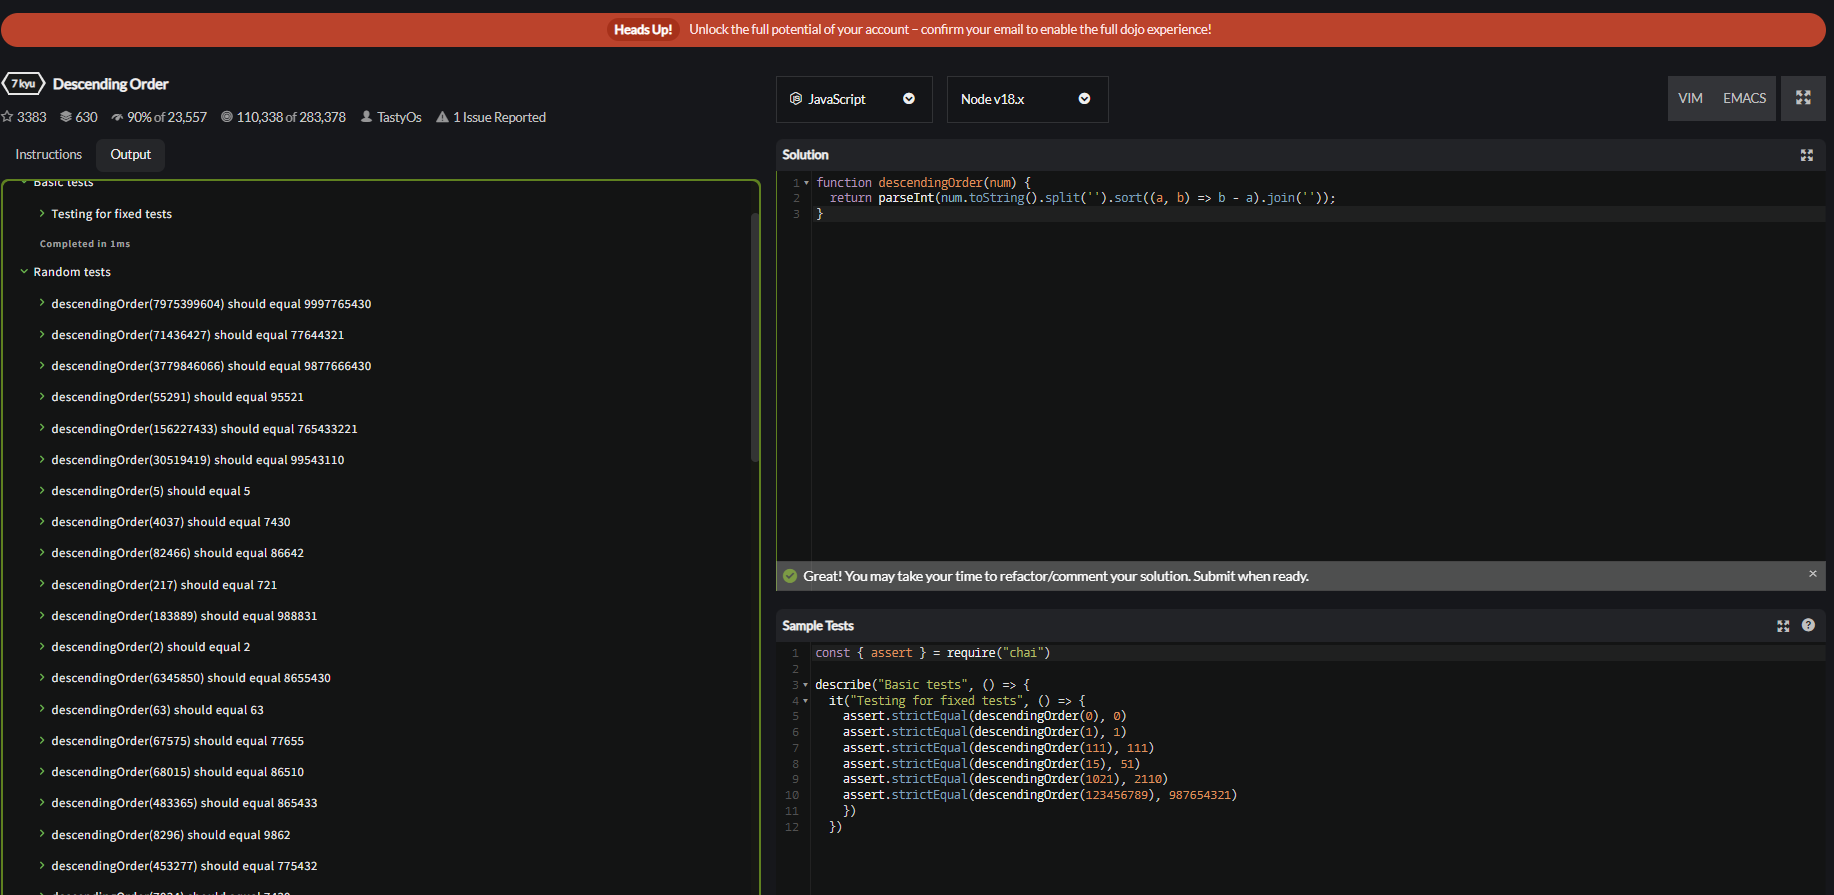 Heads Up! Unlock the full potential of your account – confirm your email to enable the full dojo experience!
7 kyu Descending Order
3383 630 90% of 23,557 110,338 of 283,378 TastyOs 1 Issue Reported
Instructions Output
Basic tests
Testing for fixed tests
Completed in 1ms
Random tests
descendingOrder(7975399604) should equal 9997765430
descendingOrder(71436427) should equal 77644321
descendingOrder(3779846066) should equal 9877666430
descendingOrder(55291) should equal 95521
descendingOrder(156227433) should equal 765433221
descendingOrder(30519419) should equal 99543110
descendingOrder(5) should equal 5
descendingOrder(4037) should equal 7430
descendingOrder(82466) should equal 86642
descendingOrder(217) should equal 721
descendingOrder(183889) should equal 988831
descendingOrder(2) should equal 2
descendingOrder(6345850) should equal 8655430
descendingOrder(63) should equal 63
descendingOrder(67575) should equal 77655
descendingOrder(68015) should equal 86510
descendingOrder(483365) should equal 865433
descendingOrder(8296) should equal 9862
descendingOrder(453277) should equal 775432
JavaScript Node v18.x VIM EMACS
Solution
1 function descendingOrder(num) {
2 return parseInt(num.toString().split('').sort((a, b) => b - a).join(''));
3 }
Great! You may take your time to refactor/comment your solution. Submit when ready.
Sample Tests
1 const { assert } = require("chai")
2
3 describe("Basic tests", () => {
4 it("Testing for fixed tests", () => {
5 assert.strictEqual(descendingOrder(0), 0)
6 assert.strictEqual(descendingOrder(1), 1)
7 assert.strictEqual(descendingOrder(111), 111)
8 assert.strictEqual(descendingOrder(15), 51)
9 assert.strictEqual(descendingOrder(1021), 2110)
10 assert.strictEqual(descendingOrder(123456789), 987654321)
11 })
12 })